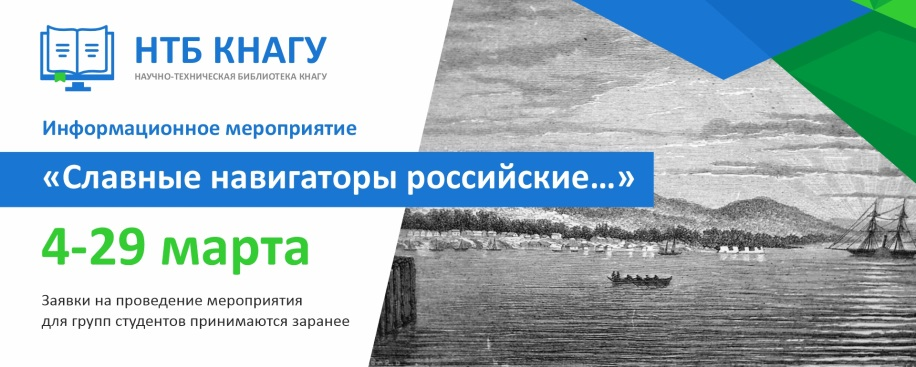 НТБ КНАГУ
НАУЧНО-ТЕХНИЧЕСКАЯ БИБЛИОТЕКА КНАГУ
Информационное мероприятие
«Славные навигаторы российские...»
4-29 марта
Заявки на проведение мероприятия
для групп студентов принимаются заранее